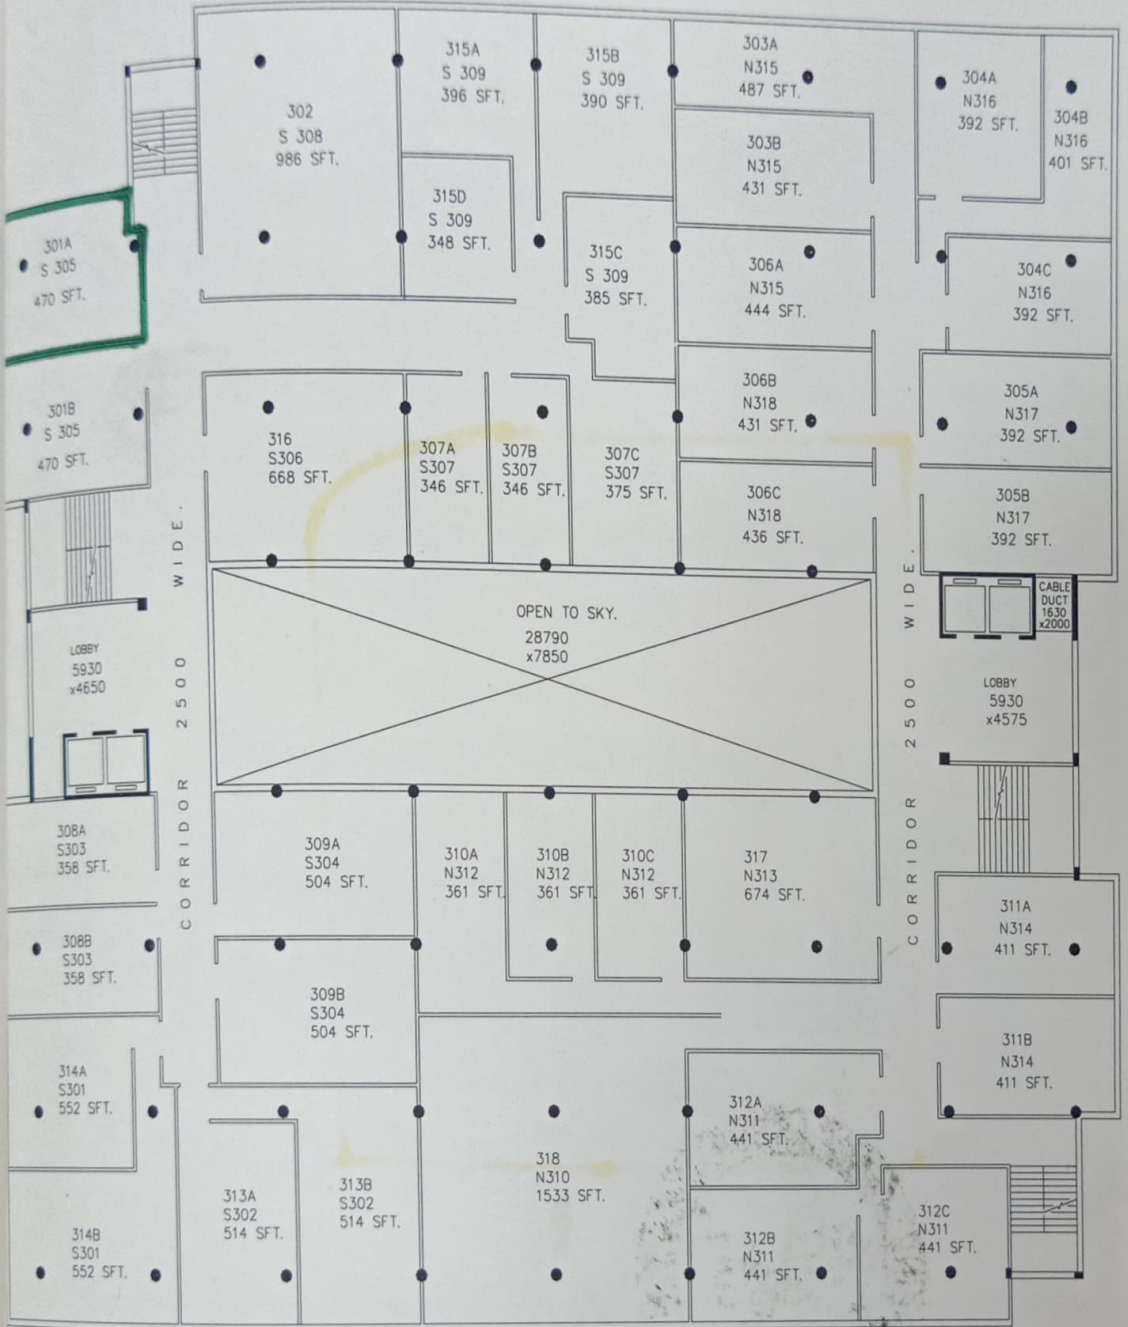 302
S 308
986 SFT.
315A
S 309
396 SFT.
315B
S 309
390 SFT.
303A
N315
487 SFT.
304A
N316
392 SFT.
304B
N316
401 SFT.
303B
N315
431 SFT.
315D
S 309
348 SFT.
315C
S 309
385 SFT.
301A
S 305
470 SFT.
306A
N315
444 SFT.
304C
N316
392 SFT.
301B
S 305
470 SFT.
316
S306
668 SFT.
307A
S307
346 SFT.
307B
S307
346 SFT.
307C
S307
375 SFT.
306B
N318
431 SFT.
305A
N317
392 SFT.
306C
N318
436 SFT.
305B
N317
392 SFT.
OPEN TO SKY.
28790
x7850
CABLE
DUCT
1630
x2000
LOBBY
5930
x4650
CORRIDOR 2500 WIDE.
CORRIDOR 2500 WIDE.
LOBBY
5930
x4575
308A
S303
358 SFT.
309A
S304
504 SFT.
310A
N312
361 SFT.
310B
N312
361 SFT.
310C
N312
361 SFT.
317
N313
674 SFT.
311A
N314
411 SFT.
308B
S303
358 SFT.
309B
S304
504 SFT.
311B
N314
411 SFT.
314A
S301
552 SFT.
312A
N311
441 SFT.
318
N310
1533 SFT.
313A
S302
514 SFT.
313B
S302
514 SFT.
314B
S301
552 SFT.
312B
N311
441 SFT.
312C
N311
441 SFT.